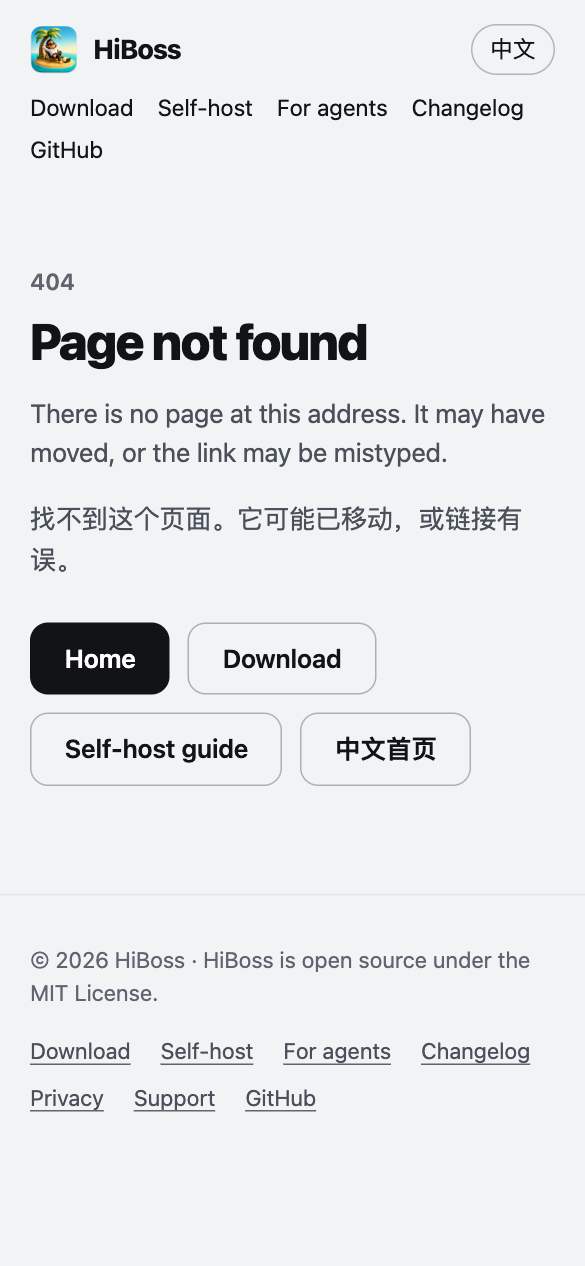 HiBoss 中文
Download Self-host For agents Changelog
GitHub
404
Page not found
There is no page at this address. It may have
moved, or the link may be mistyped.
找不到这个页面。它可能已移动，或链接有
误。
Home Download
Self-host guide 中文首页
© 2026 HiBoss · HiBoss is open source under the
MIT License.
Download Self-host For agents Changelog
Privacy Support GitHub